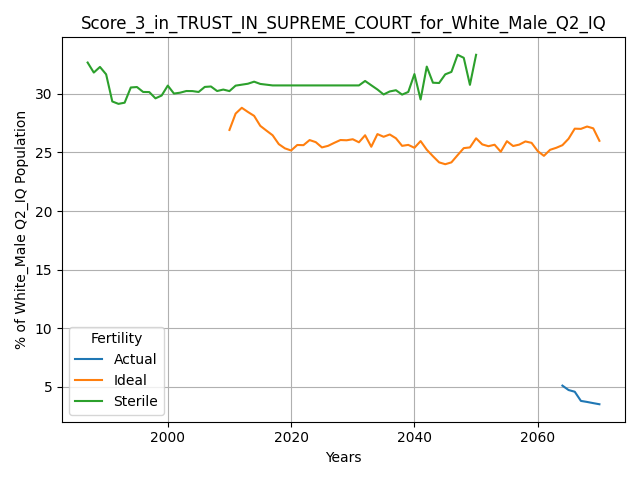 Score_3_in_TRUST_IN_SUPREME_COURT_for_White_Male_Q2_IQ
% of White_Male Q2_IQ Population
30
25
20
15
10
5
Fertility
Actual
Ideal
Sterile
2000
2020
2040
2060
Years